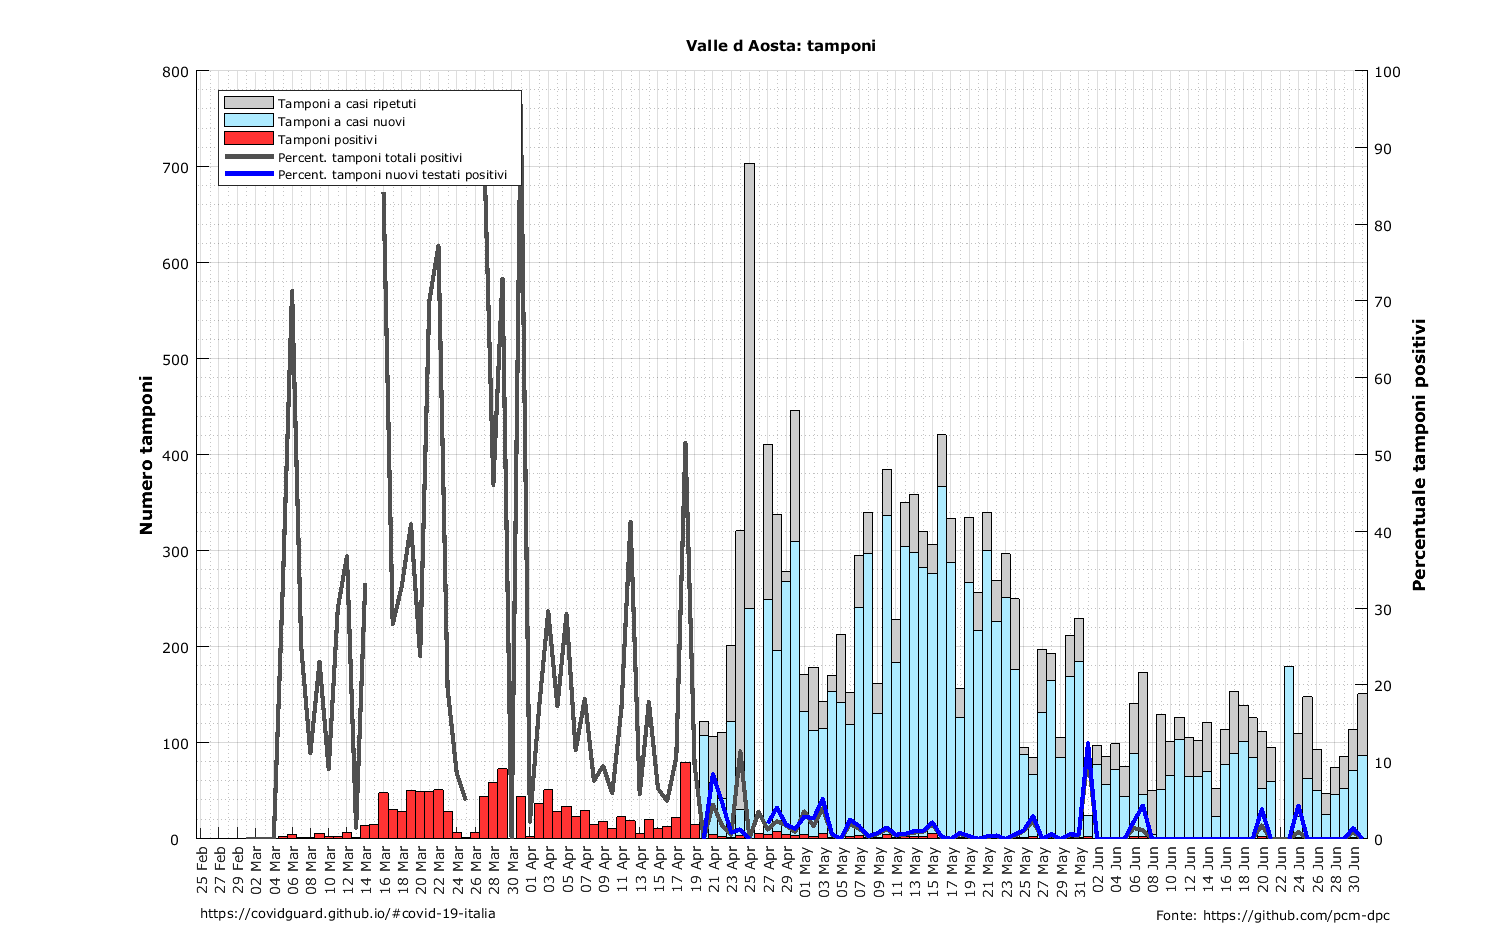 Valle d Aosta: tamponi
Tamponi a casi ripetuti
Tamponi a casi nuovi
Tamponi positivi
Percent. tamponi totali positivi
Percent. tamponi nuovi testati positivi
Numero tamponi
800
700
600
500
400
300
200
100
0
Percentuale tamponi positivi
100
90
80
70
60
50
40
30
20
10
0
25 Feb
27 Feb
29 Feb
02 Mar
04 Mar
06 Mar
08 Mar
10 Mar
12 Mar
14 Mar
16 Mar
18 Mar
20 Mar
22 Mar
24 Mar
26 Mar
28 Mar
30 Mar
01 Apr
03 Apr
05 Apr
07 Apr
09 Apr
11 Apr
13 Apr
15 Apr
17 Apr
19 Apr
21 Apr
23 Apr
25 Apr
27 Apr
29 Apr
01 May
03 May
05 May
07 May
09 May
11 May
13 May
15 May
17 May
19 May
21 May
23 May
25 May
27 May
29 May
31 May
02 Jun
04 Jun
06 Jun
08 Jun
10 Jun
12 Jun
14 Jun
16 Jun
18 Jun
20 Jun
22 Jun
24 Jun
26 Jun
28 Jun
30 Jun
https://covidguard.github.io/#covid-19-italia
Fonte: https://github.com/pcm-dpc